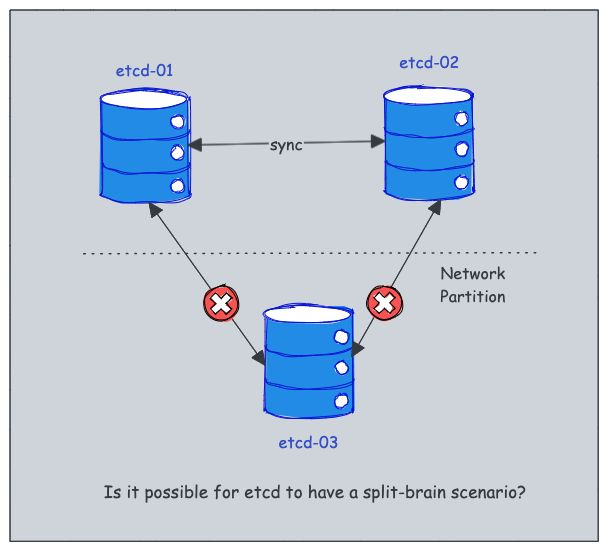 etcd-01
etcd-02
sync
Network
Partition
etcd-03
Is it possible for etcd to have a split-brain scenario?